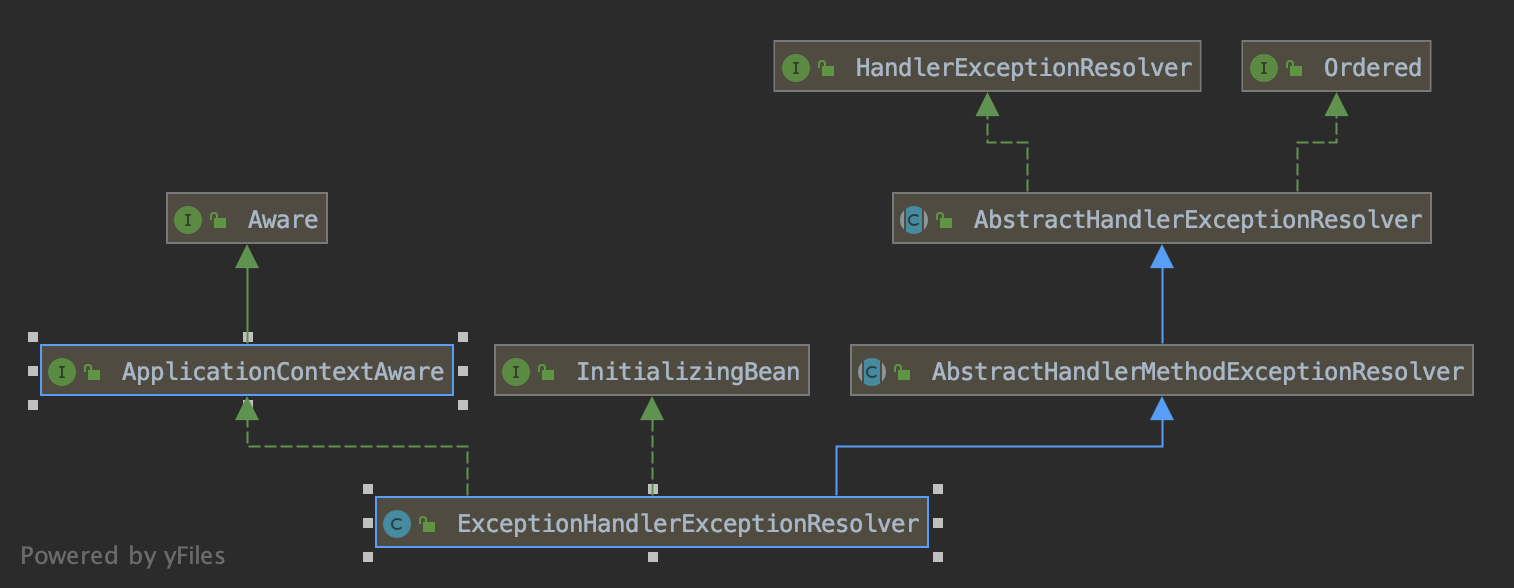 I HandlerExceptionResolver
I Ordered
I Aware
C AbstractHandlerExceptionResolver
I ApplicationContextAware
I InitializingBean
C AbstractHandlerMethodExceptionResolver
C ExceptionHandlerExceptionResolver
Powered by yFiles